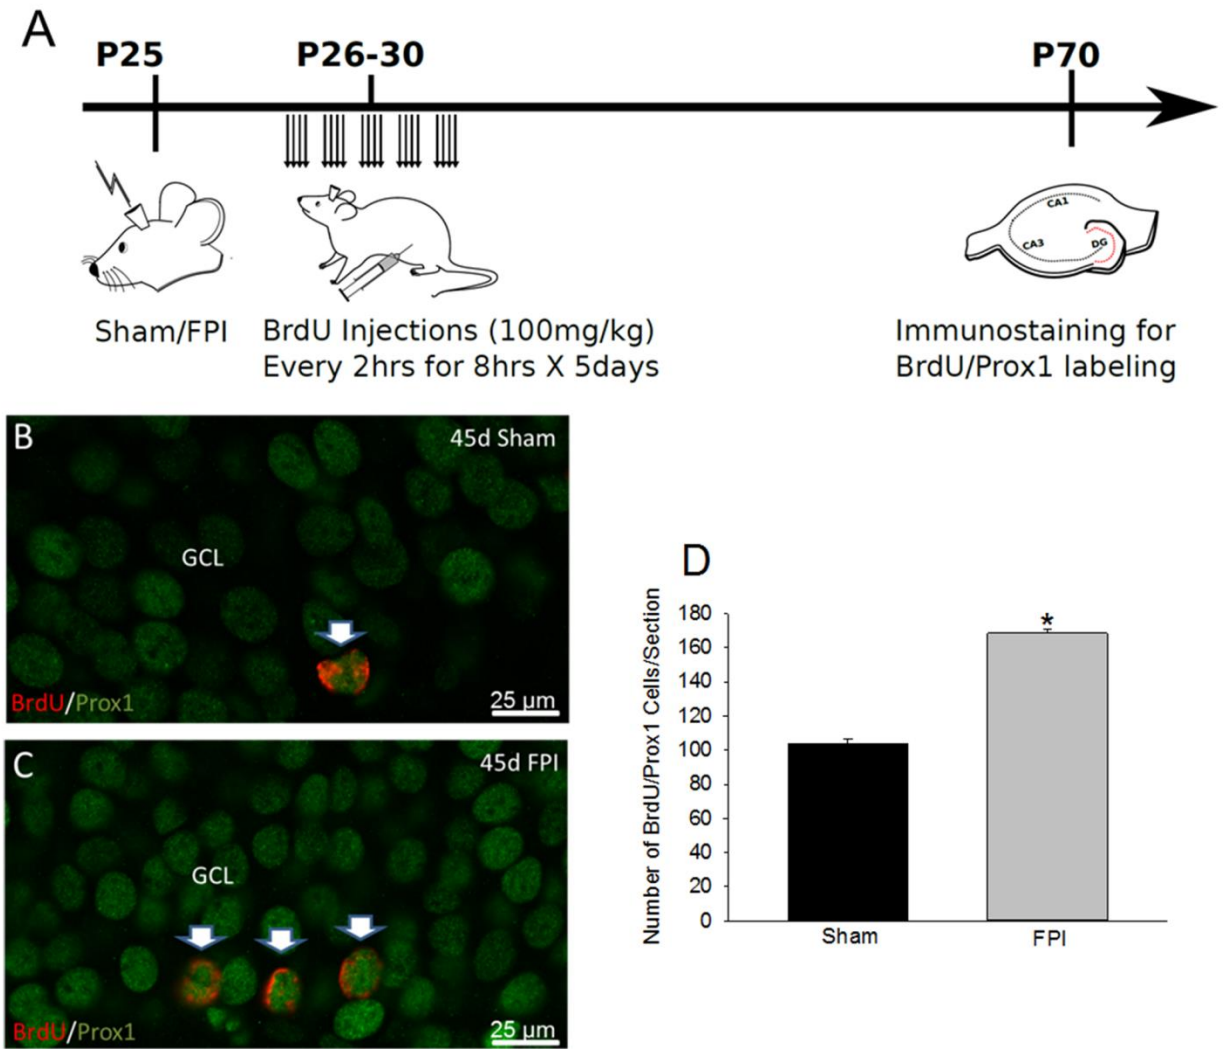 A
P25
P26-30
P70
CA1
CA3
DG
Sham/FPI
BrdU Injections (100mg/kg)
Every 2hrs for 8hrs X 5days
Immunostaining for
BrdU/Prox1 labeling
B
45d Sham
GCL
BrdU/Prox1
25 µm
C
45d FPI
GCL
BrdU/Prox1
25 µm
D
Number of BrdU/Prox1 Cells/Section
180
160
140
120
100
80
60
40
20
0
*
Sham
FPI